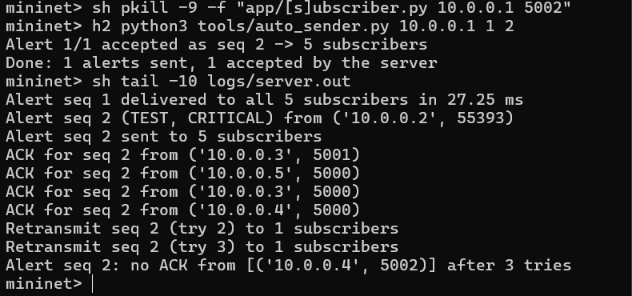 mininet> sh pkill -9 -f "app/[s]ubscriber.py 10.0.0.1 5002"
mininet> h2 python3 tools/auto_sender.py 10.0.0.1 1 2
Alert 1/1 accepted as seq 2 -> 5 subscribers
Done: 1 alerts sent, 1 accepted by the server
mininet> sh tail -10 logs/server.out
Alert seq 1 delivered to all 5 subscribers in 27.25 ms
Alert seq 2 (TEST, CRITICAL) from ('10.0.0.2', 55393)
Alert seq 2 sent to 5 subscribers
ACK for seq 2 from ('10.0.0.3', 5001)
ACK for seq 2 from ('10.0.0.5', 5000)
ACK for seq 2 from ('10.0.0.3', 5000)
ACK for seq 2 from ('10.0.0.4', 5000)
Retransmit seq 2 (try 2) to 1 subscribers
Retransmit seq 2 (try 3) to 1 subscribers
Alert seq 2: no ACK from [('10.0.0.4', 5002)] after 3 tries
mininet>